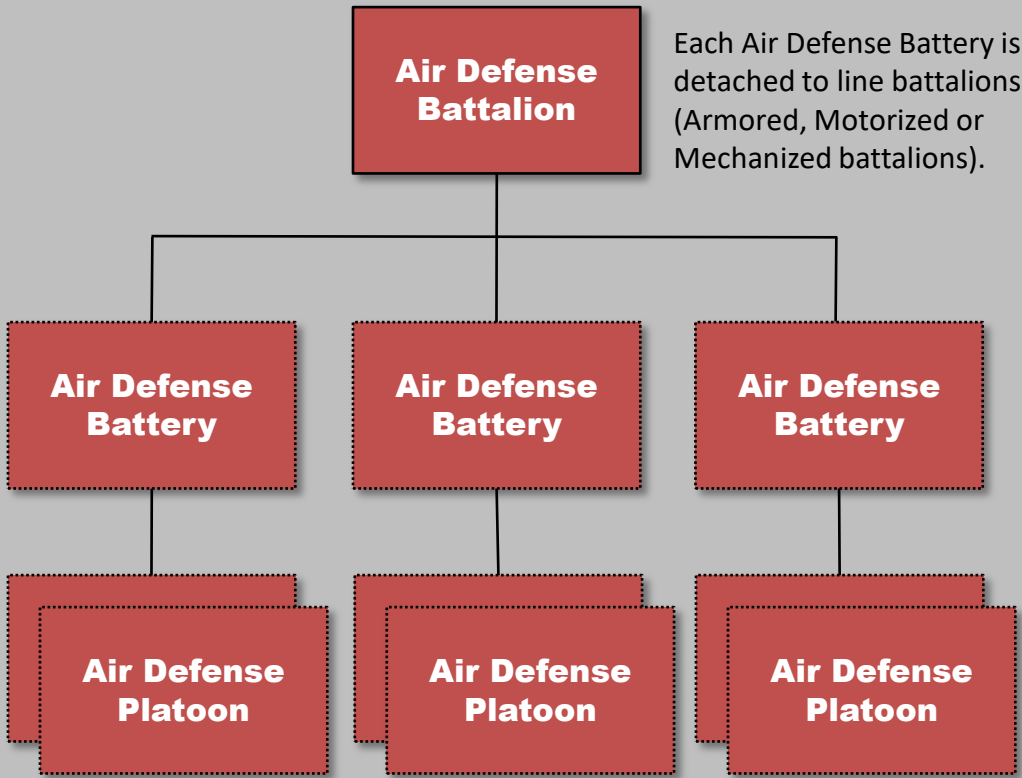 Air Defense
Battalion
Each Air Defense Battery is
detached to line battalions
(Armored, Motorized or
Mechanized battalions).
Air Defense
Battery
Air Defense
Battery
Air Defense
Battery
Air Defense
Platoon
Air Defense
Platoon
Air Defense
Platoon